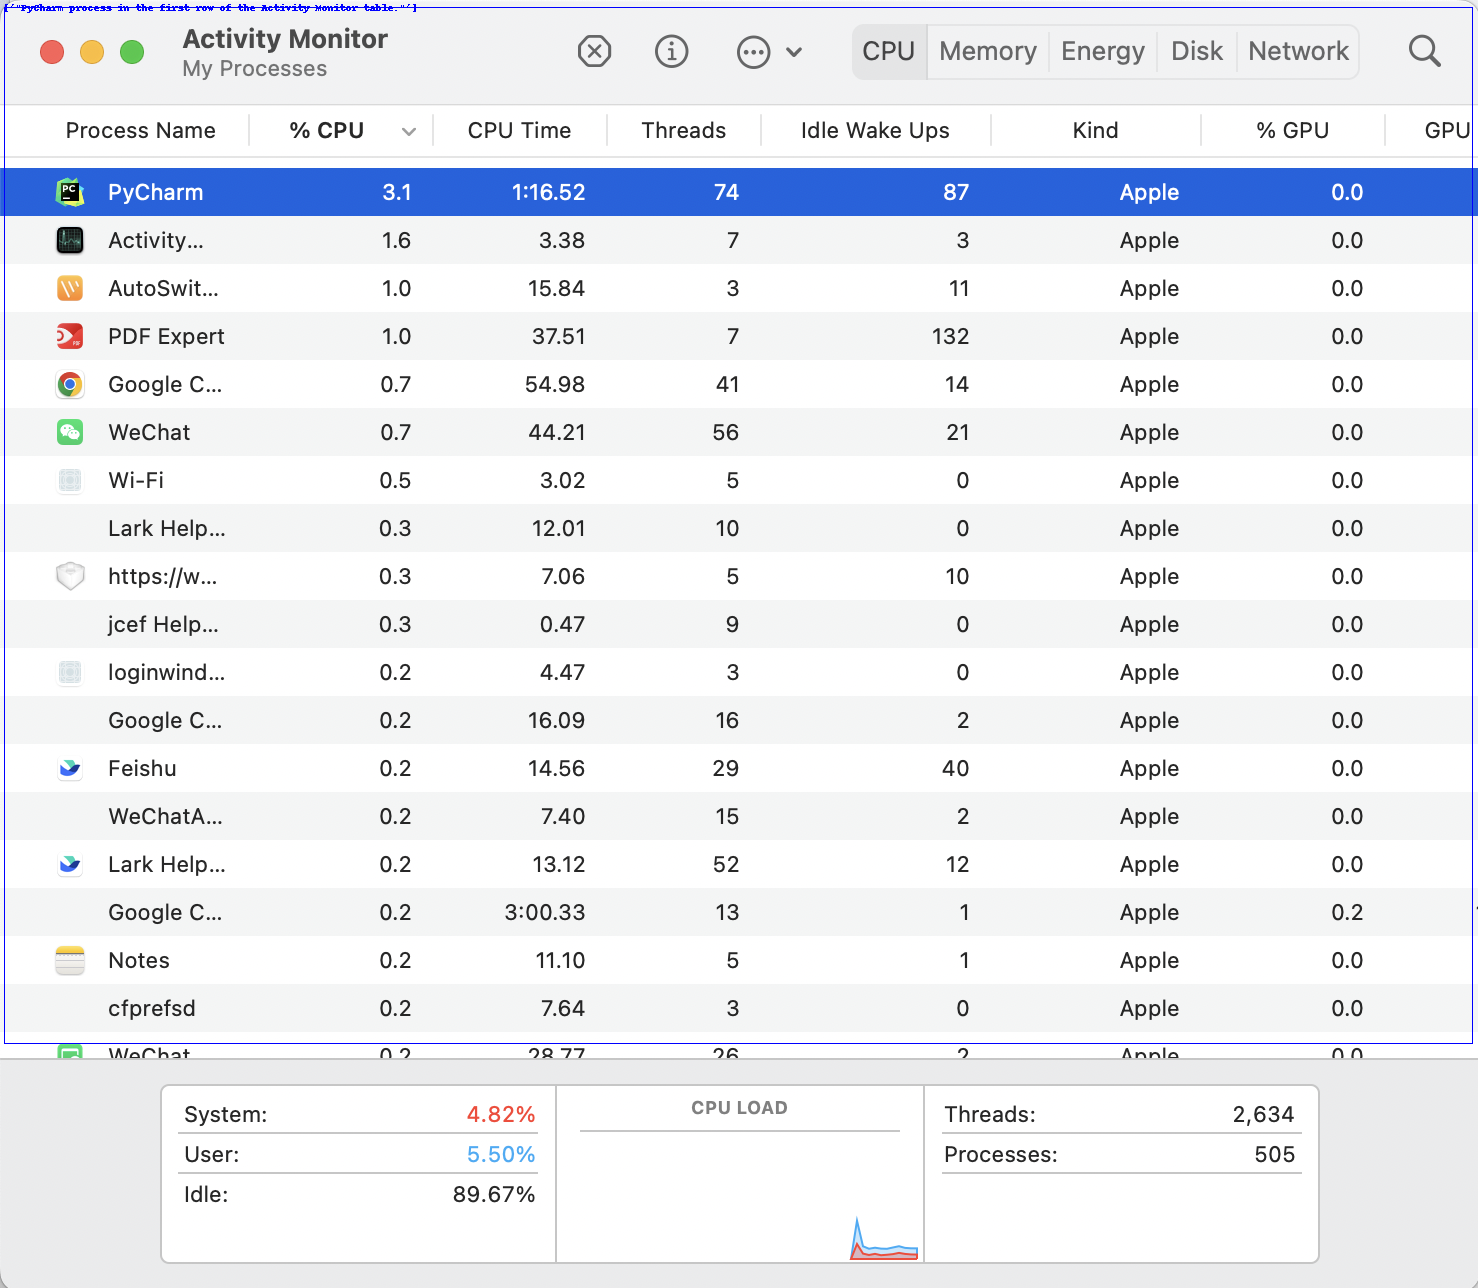 ["PyCharm process in the first row of the Activity Monitor table."]
Activity Monitor
My Processes
CPU Memory Energy Disk Network
Process Name % CPU CPU Time Threads Idle Wake Ups Kind % GPU GPU
PyCharm 3.1 1:16.52 74 87 Apple 0.0
Activity... 1.6 3.38 7 3 Apple 0.0
AutoSwit... 1.0 15.84 3 11 Apple 0.0
PDF Expert 1.0 37.51 7 132 Apple 0.0
Google C... 0.7 54.98 41 14 Apple 0.0
WeChat 0.7 44.21 56 21 Apple 0.0
Wi-Fi 0.5 3.02 5 0 Apple 0.0
Lark Help... 0.3 12.01 10 0 Apple 0.0
https://w... 0.3 7.06 5 10 Apple 0.0
jcef Help... 0.3 0.47 9 0 Apple 0.0
loginwind... 0.2 4.47 3 0 Apple 0.0
Google C... 0.2 16.09 16 2 Apple 0.0
Feishu 0.2 14.56 29 40 Apple 0.0
WeChatA... 0.2 7.40 15 2 Apple 0.0
Lark Help... 0.2 13.12 52 12 Apple 0.0
Google C... 0.2 3:00.33 13 1 Apple 0.2
Notes 0.2 11.10 5 1 Apple 0.0
cfprefsd 0.2 7.64 3 0 Apple 0.0
WeChat 0.2 28.77 26 2 Apple 0.0
System: 4.82%
User: 5.50%
Idle: 89.67%
CPU LOAD
Threads: 2,634
Processes: 505